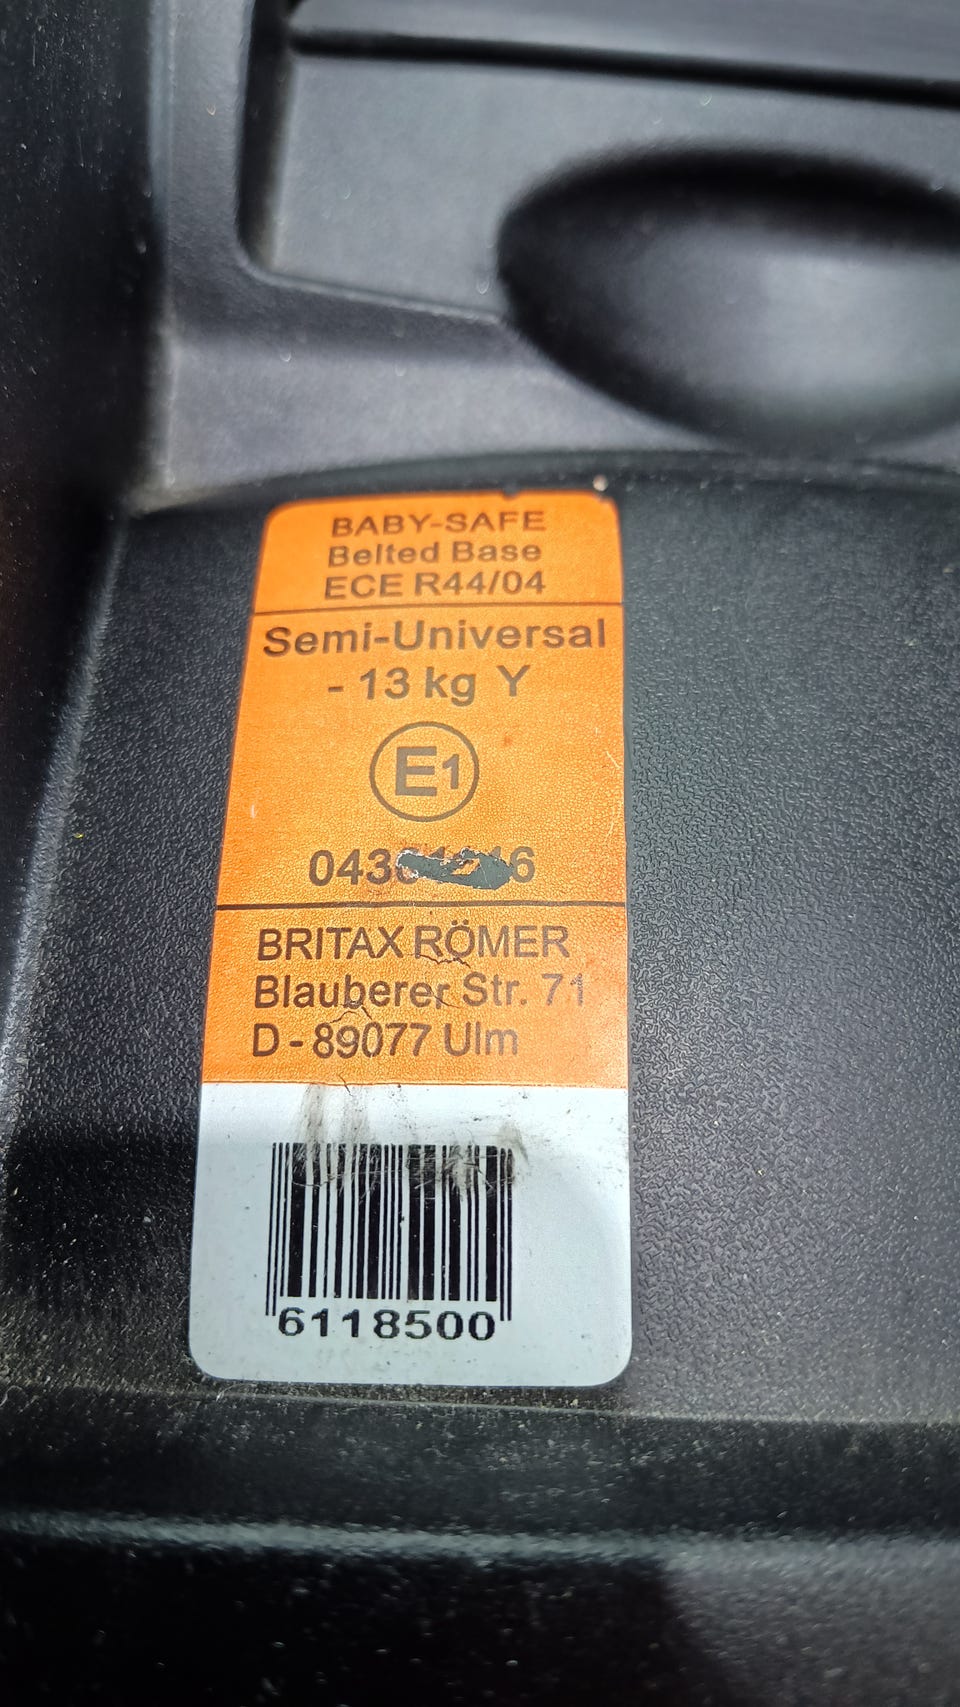 BABY-SAFE
Belted Base
ECE R44/04
Semi-Universal
- 13 kg Y
E1
BRITAX RÖMER
Blauberer Str. 71
D - 89077 Ulm
6118500